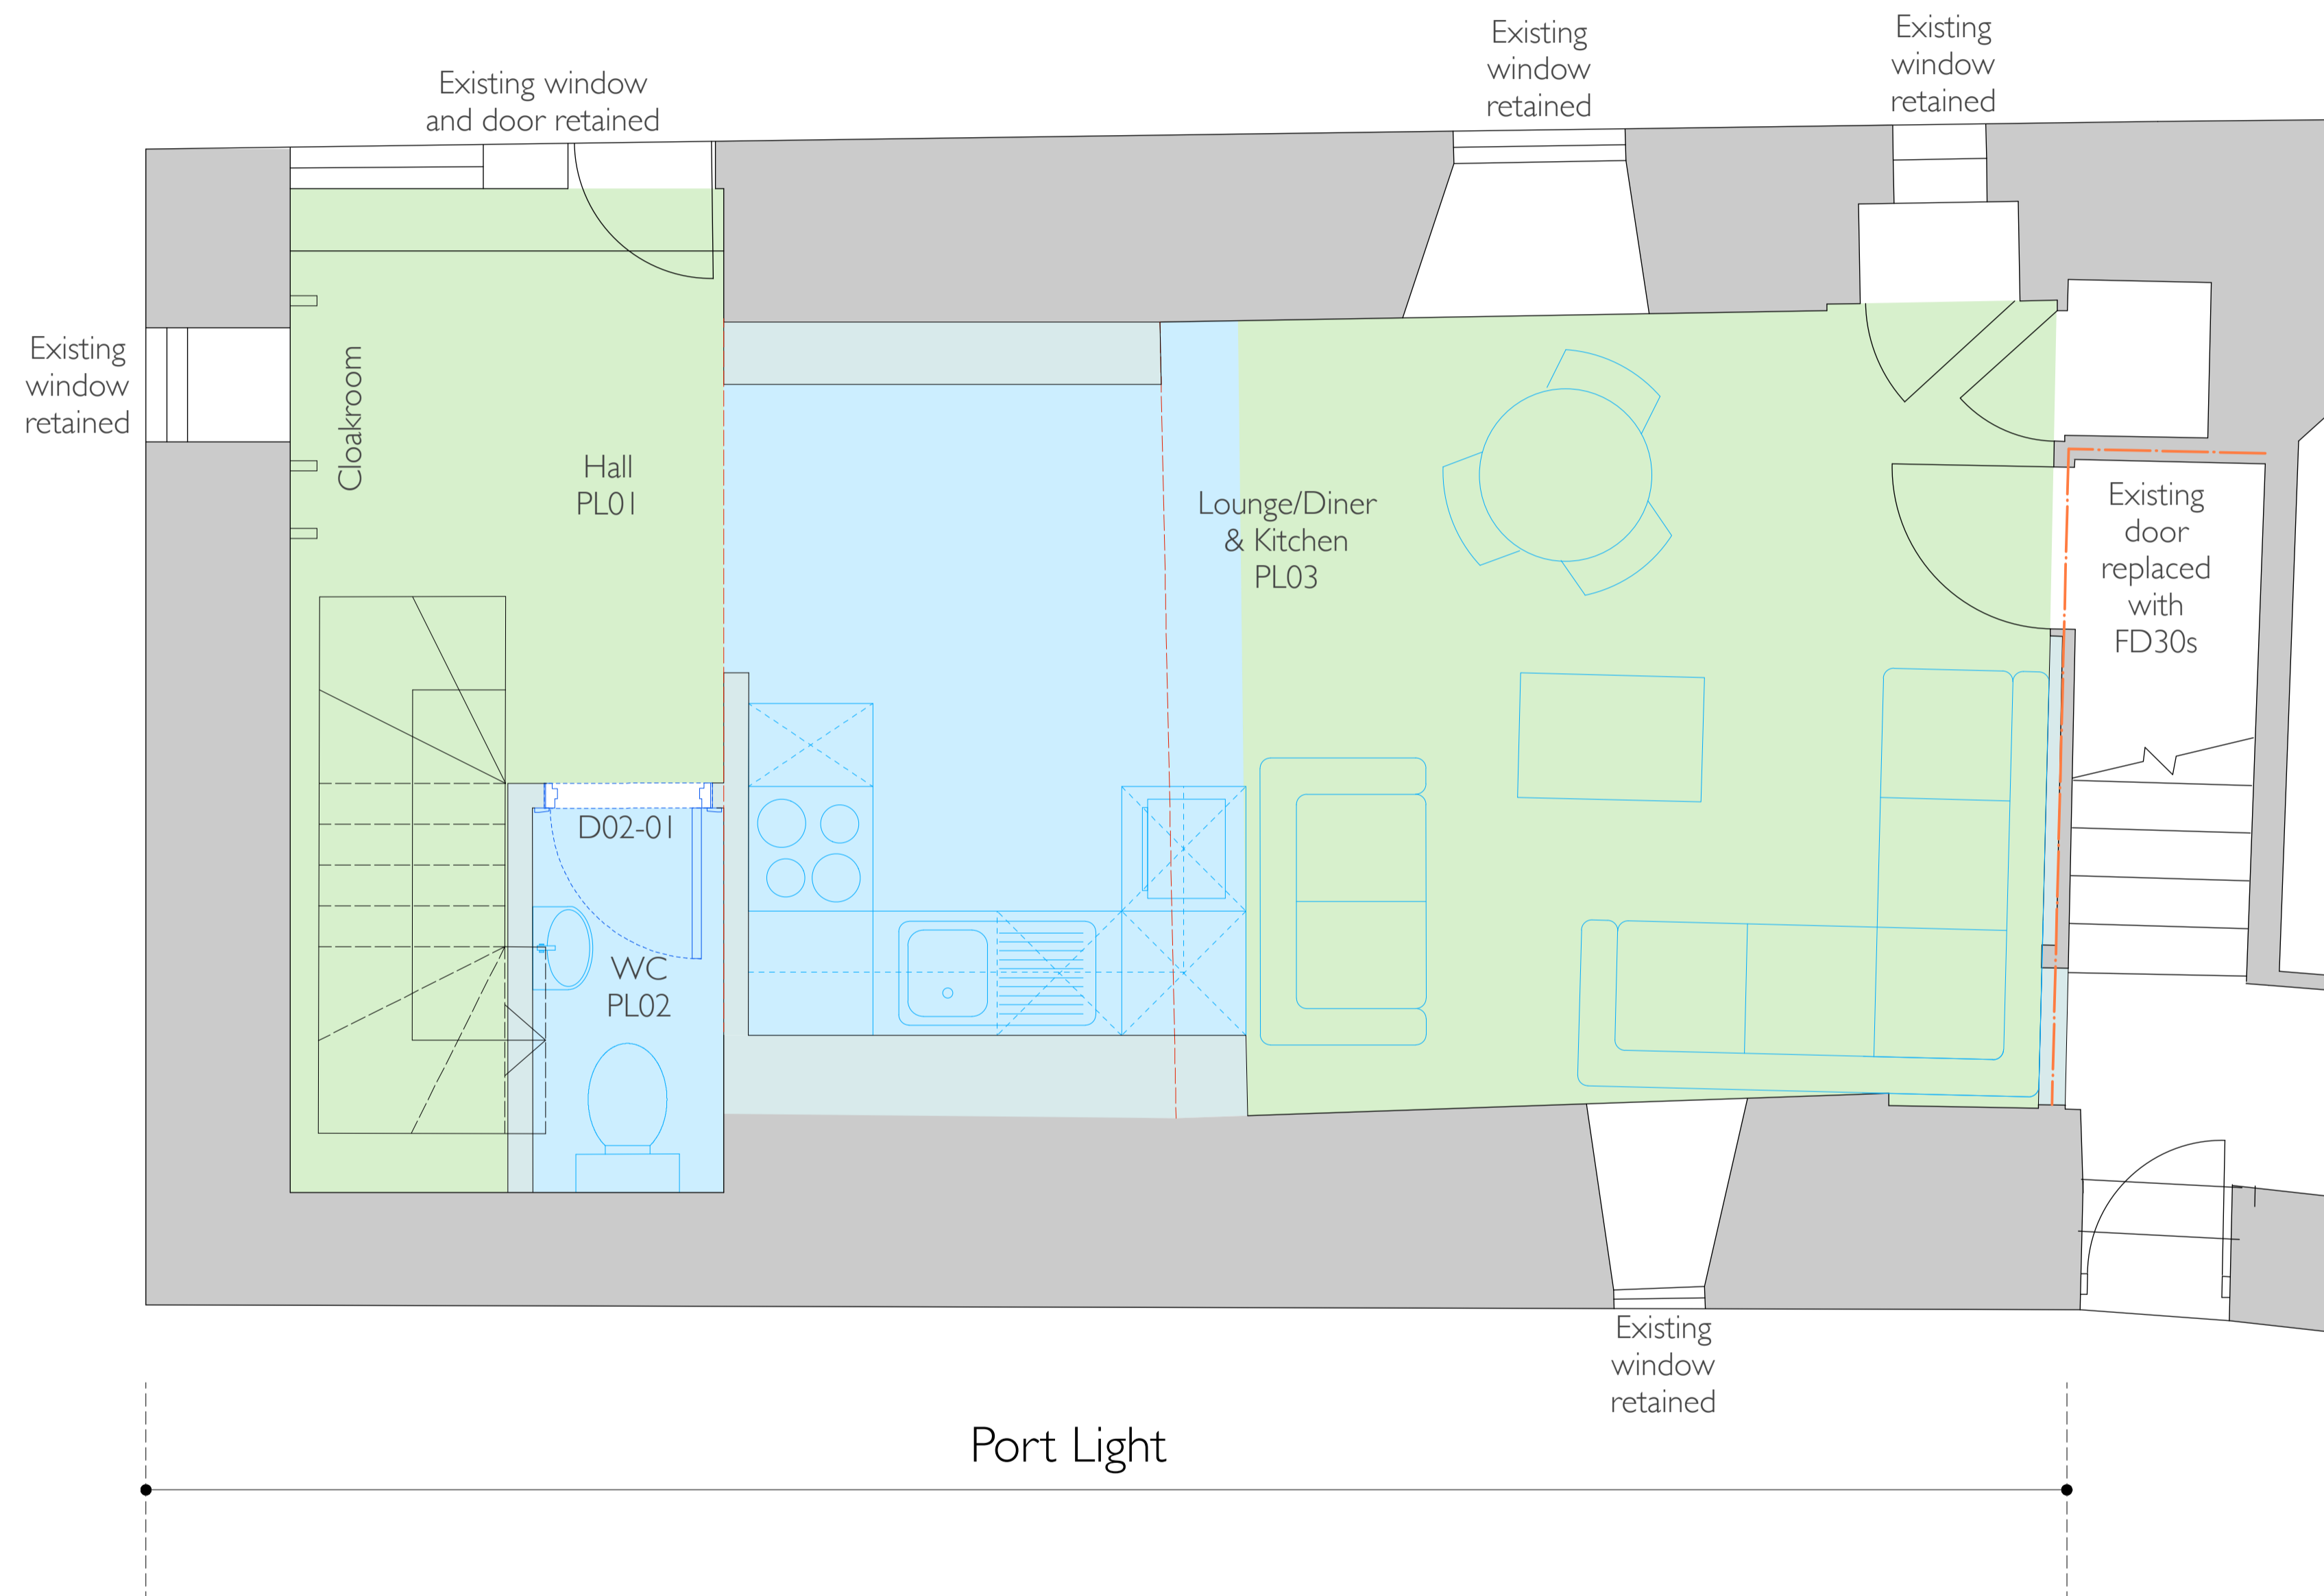 Existing
window
retained
Existing
window
retained
Existing window
and door retained
Existing
window
retained
Cloakroom
Hall
PL01
Lounge/Diner
& Kitchen
PL03
Existing
door
replaced
with
FD30s
D02-01
WC
PL02
Existing
window
retained
Port Light